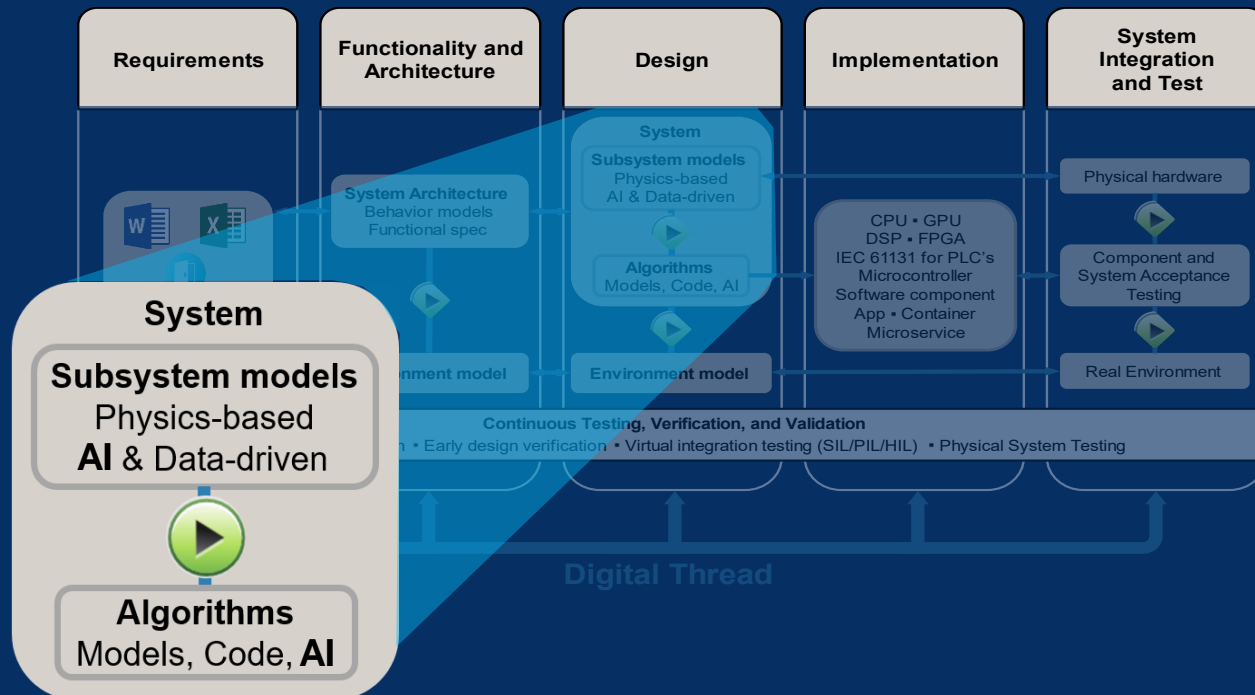 Requirements
Functionality and
Architecture
Design
Implementation
System
Integration
and Test
W
X
System Architecture
Behavior models
Functional spec
System
Subsystem models
Physics-based
AI & Data-driven
Algorithms
Models, Code, AI
Environment model
CPU ▪ GPU
DSP ▪ FPGA
IEC 61131 for PLC's
Microcontroller
Software component
App ▪ Container
Microservice
Physical hardware
Component and
System Acceptance
Testing
Real Environment
System
Subsystem models
Physics-based
AI & Data-driven
Algorithms
Models, Code, AI
model
Continuous Testing, Verification, and Validation
▪ Early design verification ▪ Virtual integration testing (SIL/PIL/HIL) ▪ Physical System Testing
Digital Thread